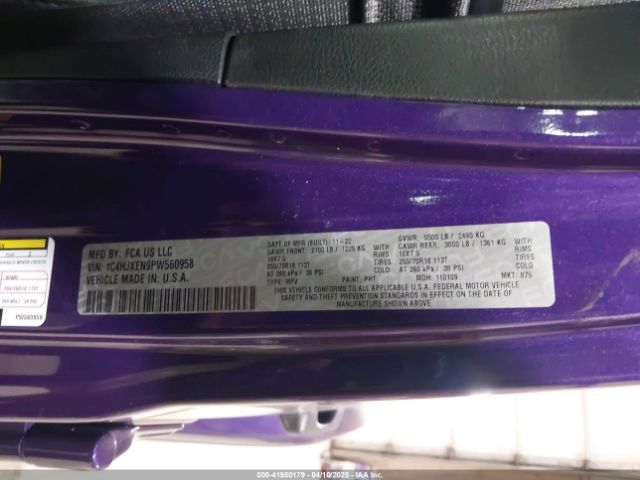 MFG BY: FCA US LLC
VIN: 1C4HJXEN9PW560958
VEHICLE MADE IN: U.S.A.
DATE OF MFR (BUILT): 11-22
GAWR FRONT: 2700 LB / 1225 KG WITH
18X7.5 RIMS
255/70R18 113T TIRES
AT 260 kPa / 38 PSI COLD
TYPE: MPV PAINT: PHT
GVWR: 5500 LB / 2495 KG
GAWR REAR: 3000 LB / 1361 KG WITH
18X7.5 RIMS
255/70R18 113T TIRES
AT 260 kPa / 38 PSI COLD
MDH: 110109 MKT: 875
THIS VEHICLE CONFORMS TO ALL APPLICABLE U.S.A. FEDERAL MOTOR VEHICLE
SAFETY, BUMPER, AND THEFT PREVENTION STANDARDS IN EFFECT ON THE DATE OF
MANUFACTURE SHOWN ABOVE.
PW560958
000-41980179 - 04/10/2025 - IAAI.COM